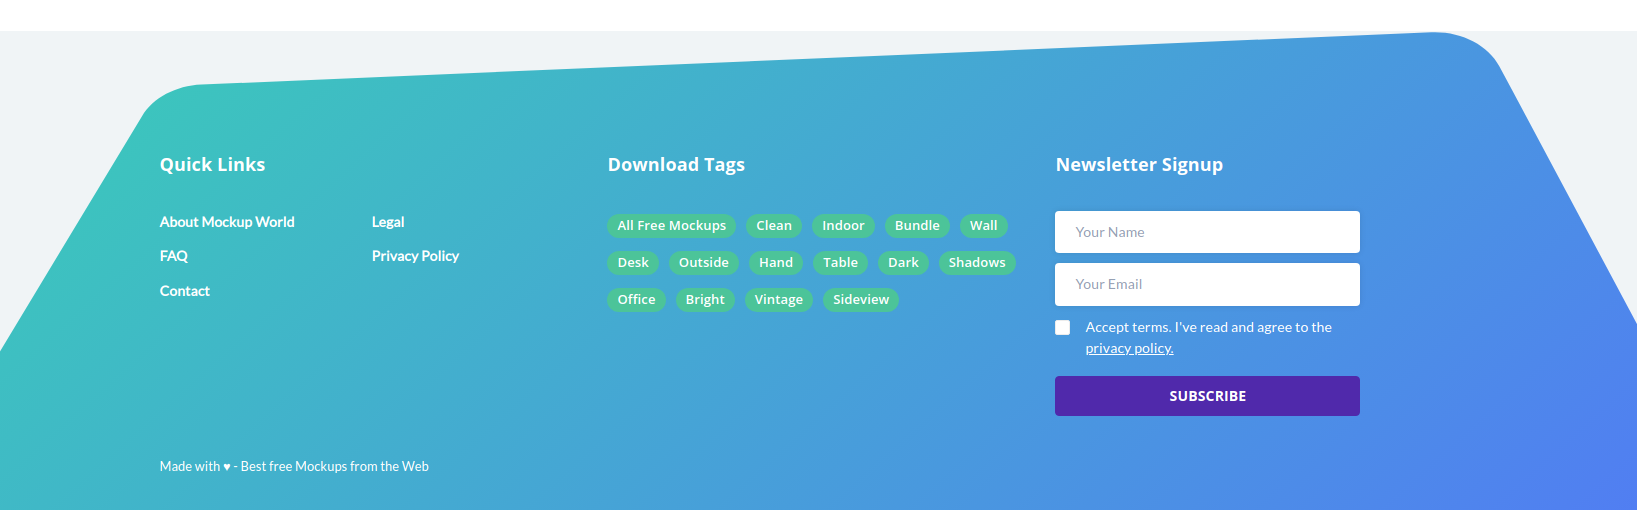 Quick Links
About Mockup World
Legal
FAQ
Privacy Policy
Contact
Download Tags
All Free Mockups Clean Indoor Bundle Wall
Desk Outside Hand Table Dark Shadows
Office Bright Vintage Sideview
Newsletter Signup
Your Name
Your Email
Accept terms. I've read and agree to the
privacy policy.
SUBSCRIBE
Made with ♥ - Best free Mockups from the Web